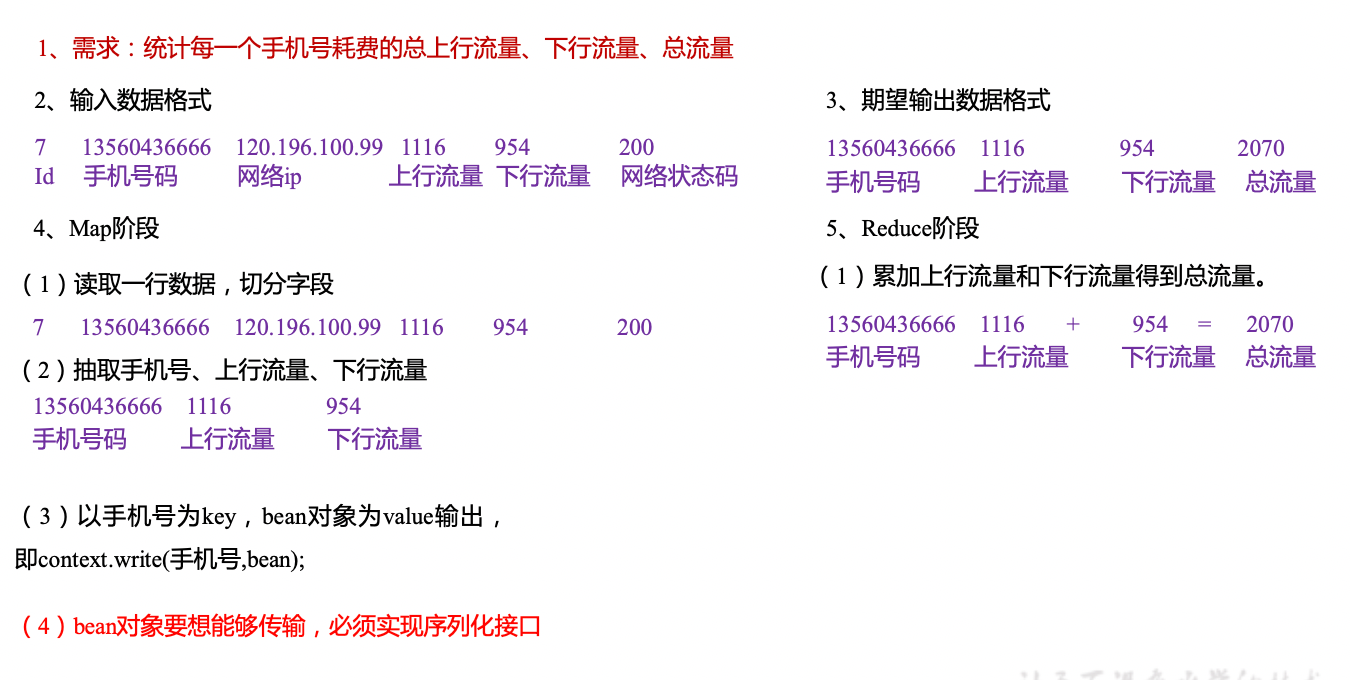 1、需求：统计每一个手机号耗费的总上行流量、下行流量、总流量
2、输入数据格式
7 13560436666 120.196.100.99 1116 954 200
Id 手机号码 网络ip 上行流量 下行流量 网络状态码
3、期望输出数据格式
13560436666 1116 954 2070
手机号码 上行流量 下行流量 总流量
4、Map阶段
（1）读取一行数据，切分字段
7 13560436666 120.196.100.99 1116 954 200
（2）抽取手机号、上行流量、下行流量
13560436666 1116 954
手机号码 上行流量 下行流量
（3）以手机号为key，bean对象为value输出，
即context.write(手机号,bean);
（4）bean对象要想能够传输，必须实现序列化接口
5、Reduce阶段
（1）累加上行流量和下行流量得到总流量。
13560436666 1116 + 954 = 2070
手机号码 上行流量 下行流量 总流量